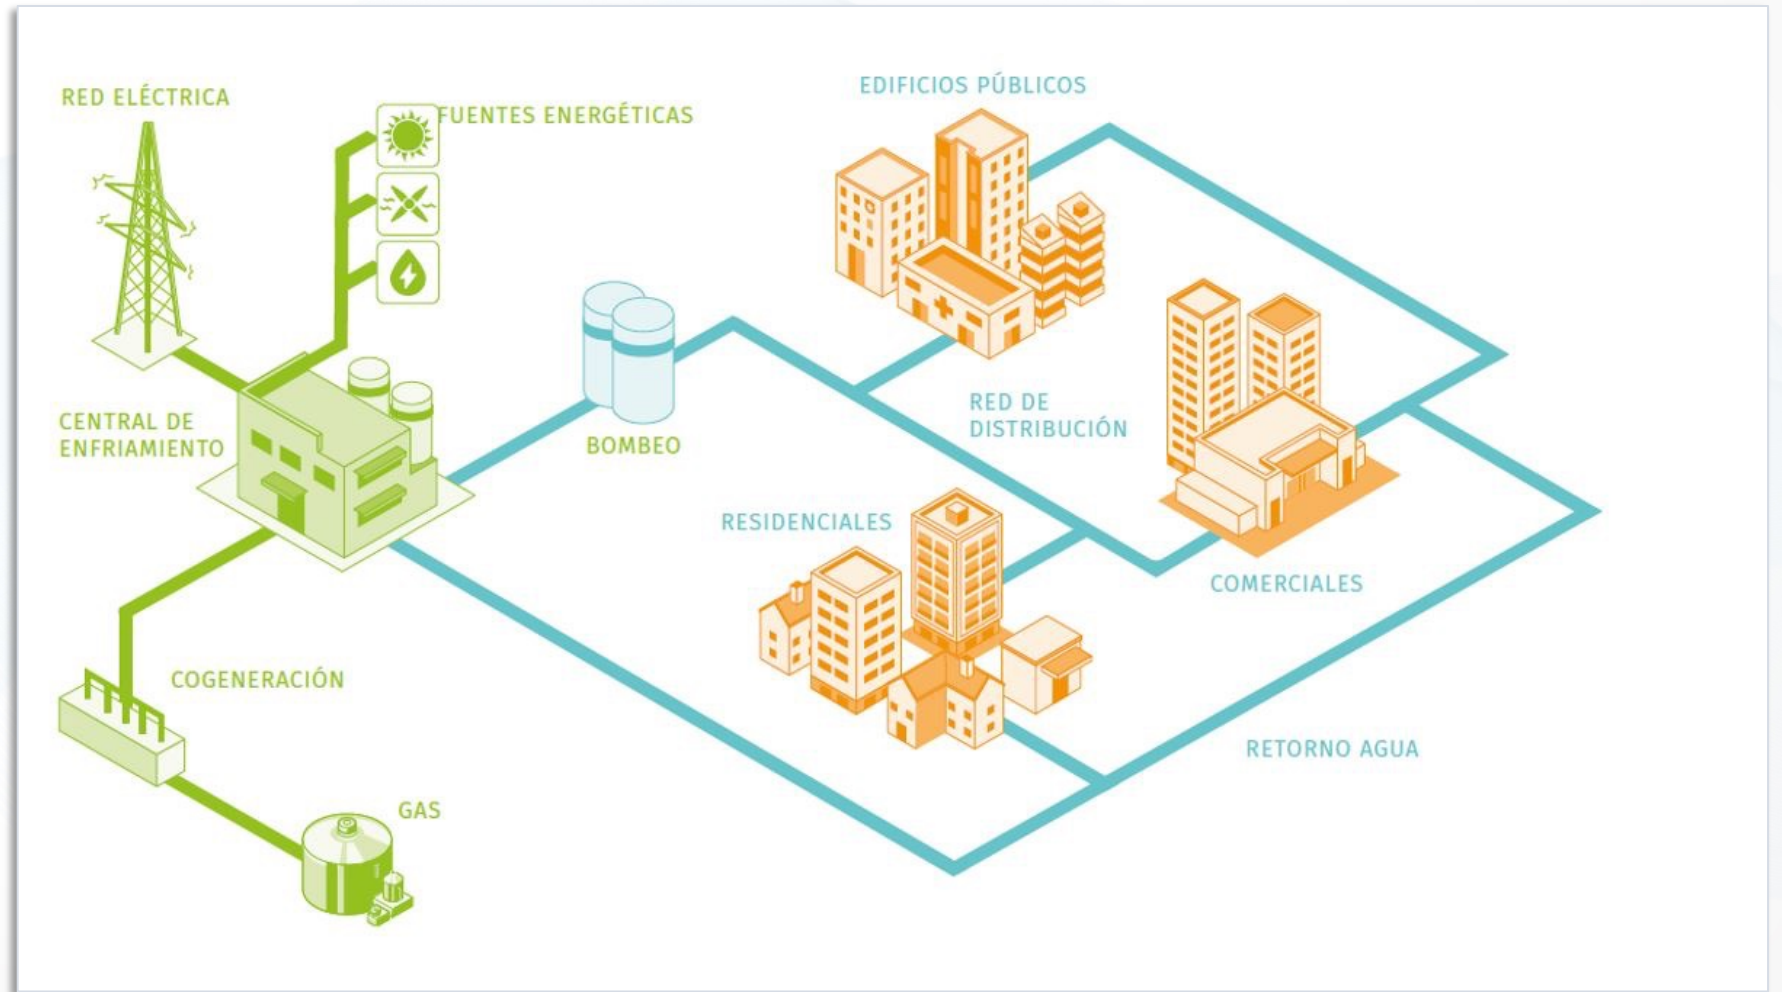 RED ELÉCTRICA
FUENTES ENERGÉTICAS
EDIFICIOS PÚBLICOS
CENTRAL DE
ENFRIAMIENTO
BOMBEO
RED DE
DISTRIBUCIÓN
RESIDENCIALES
COMERCIALES
COGENERACIÓN
RETORNO AGUA
GAS